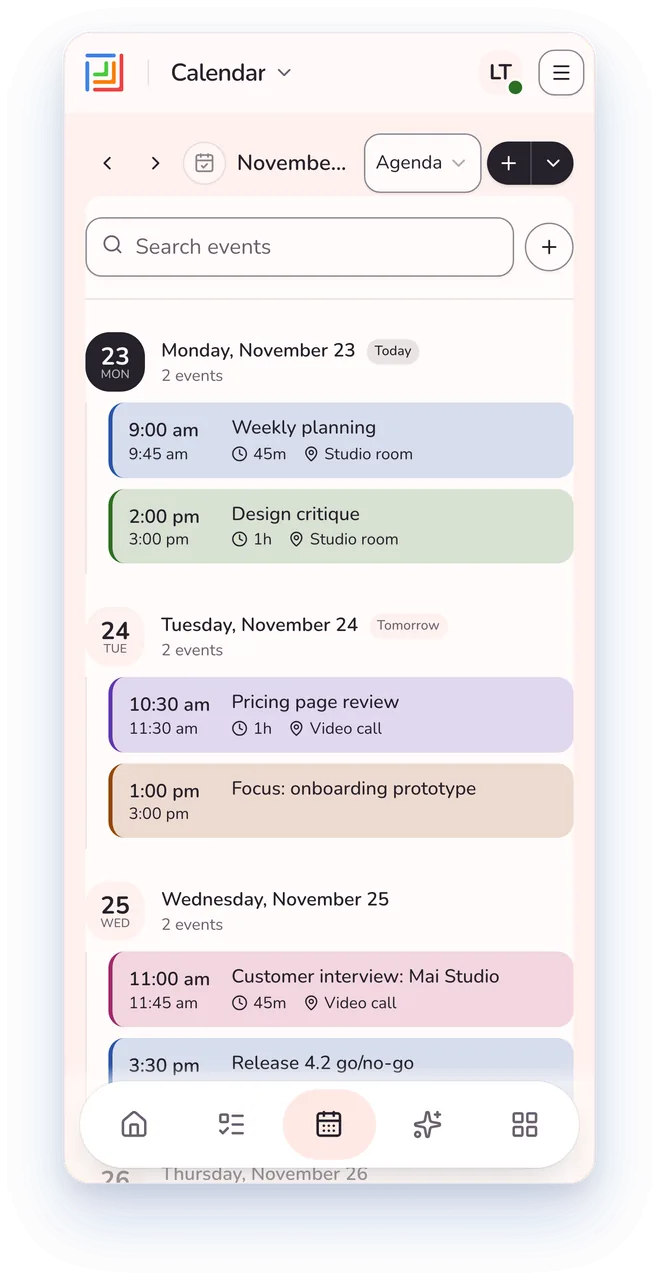 Calendar
LT
Novembe...
Agenda
Search events
23
MON
Monday, November 23
Today
2 events
9:00 am
Weekly planning
9:45 am
45m
Studio room
2:00 pm
Design critique
3:00 pm
1h
Studio room
24
TUE
Tuesday, November 24
Tomorrow
2 events
10:30 am
Pricing page review
11:30 am
1h
Video call
1:00 pm
Focus: onboarding prototype
3:00 pm
25
WED
Wednesday, November 25
2 events
11:00 am
Customer interview: Mai Studio
11:45 am
45m
Video call
3:30 pm
Release 4.2 go/no-go
26
Thursday, November 26